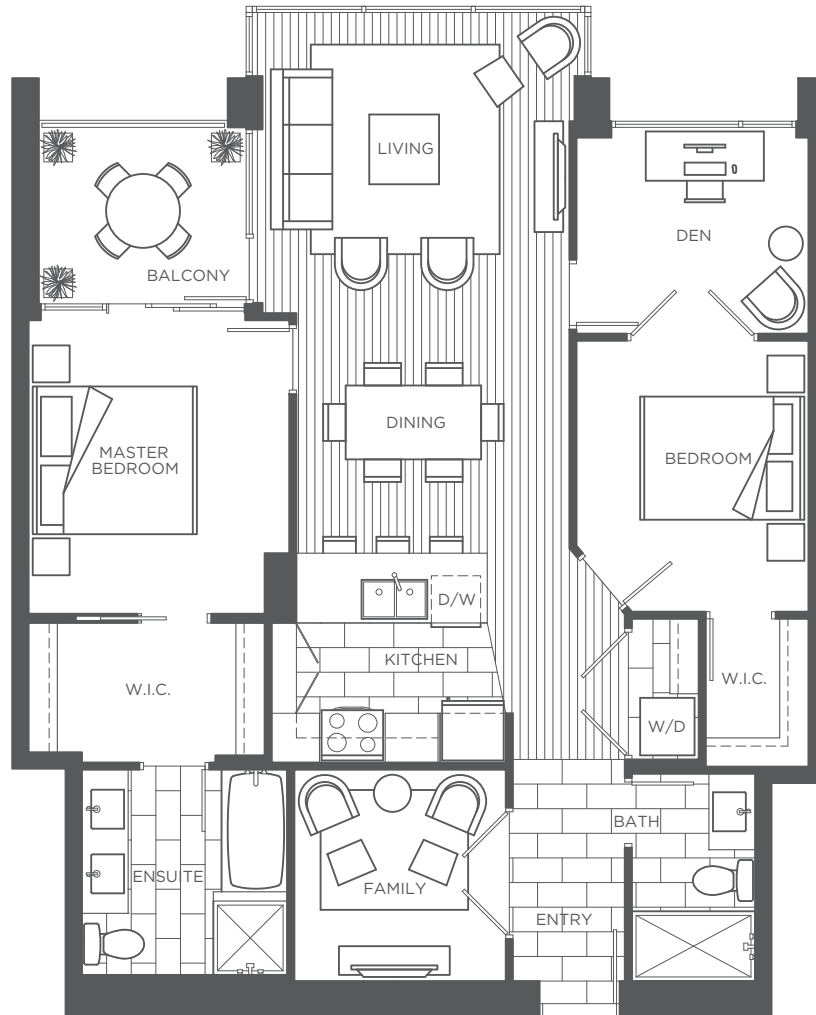 LIVING
DEN
BALCONY
DINING
MASTER
BEDROOM
BEDROOM
D/W
KITCHEN
W.I.C.
W.I.C.
W/D
BATH
ENSUITE
FAMILY
ENTRY